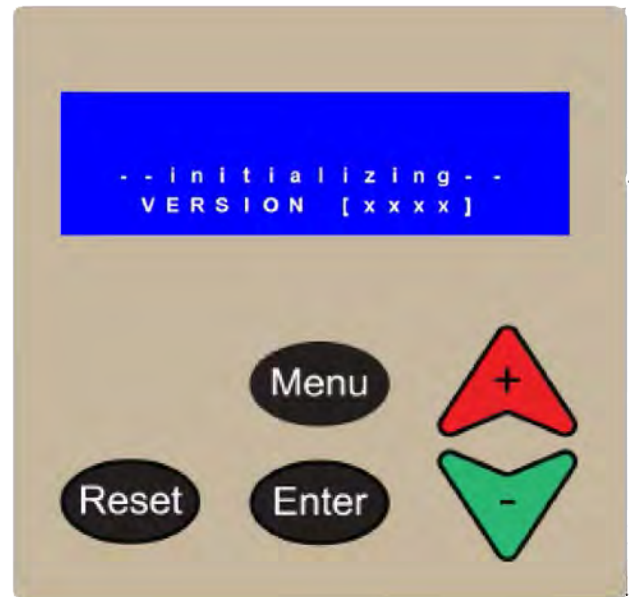 --initializing--
VERSION [xxxx]
Menu
+
Reset
Enter
-